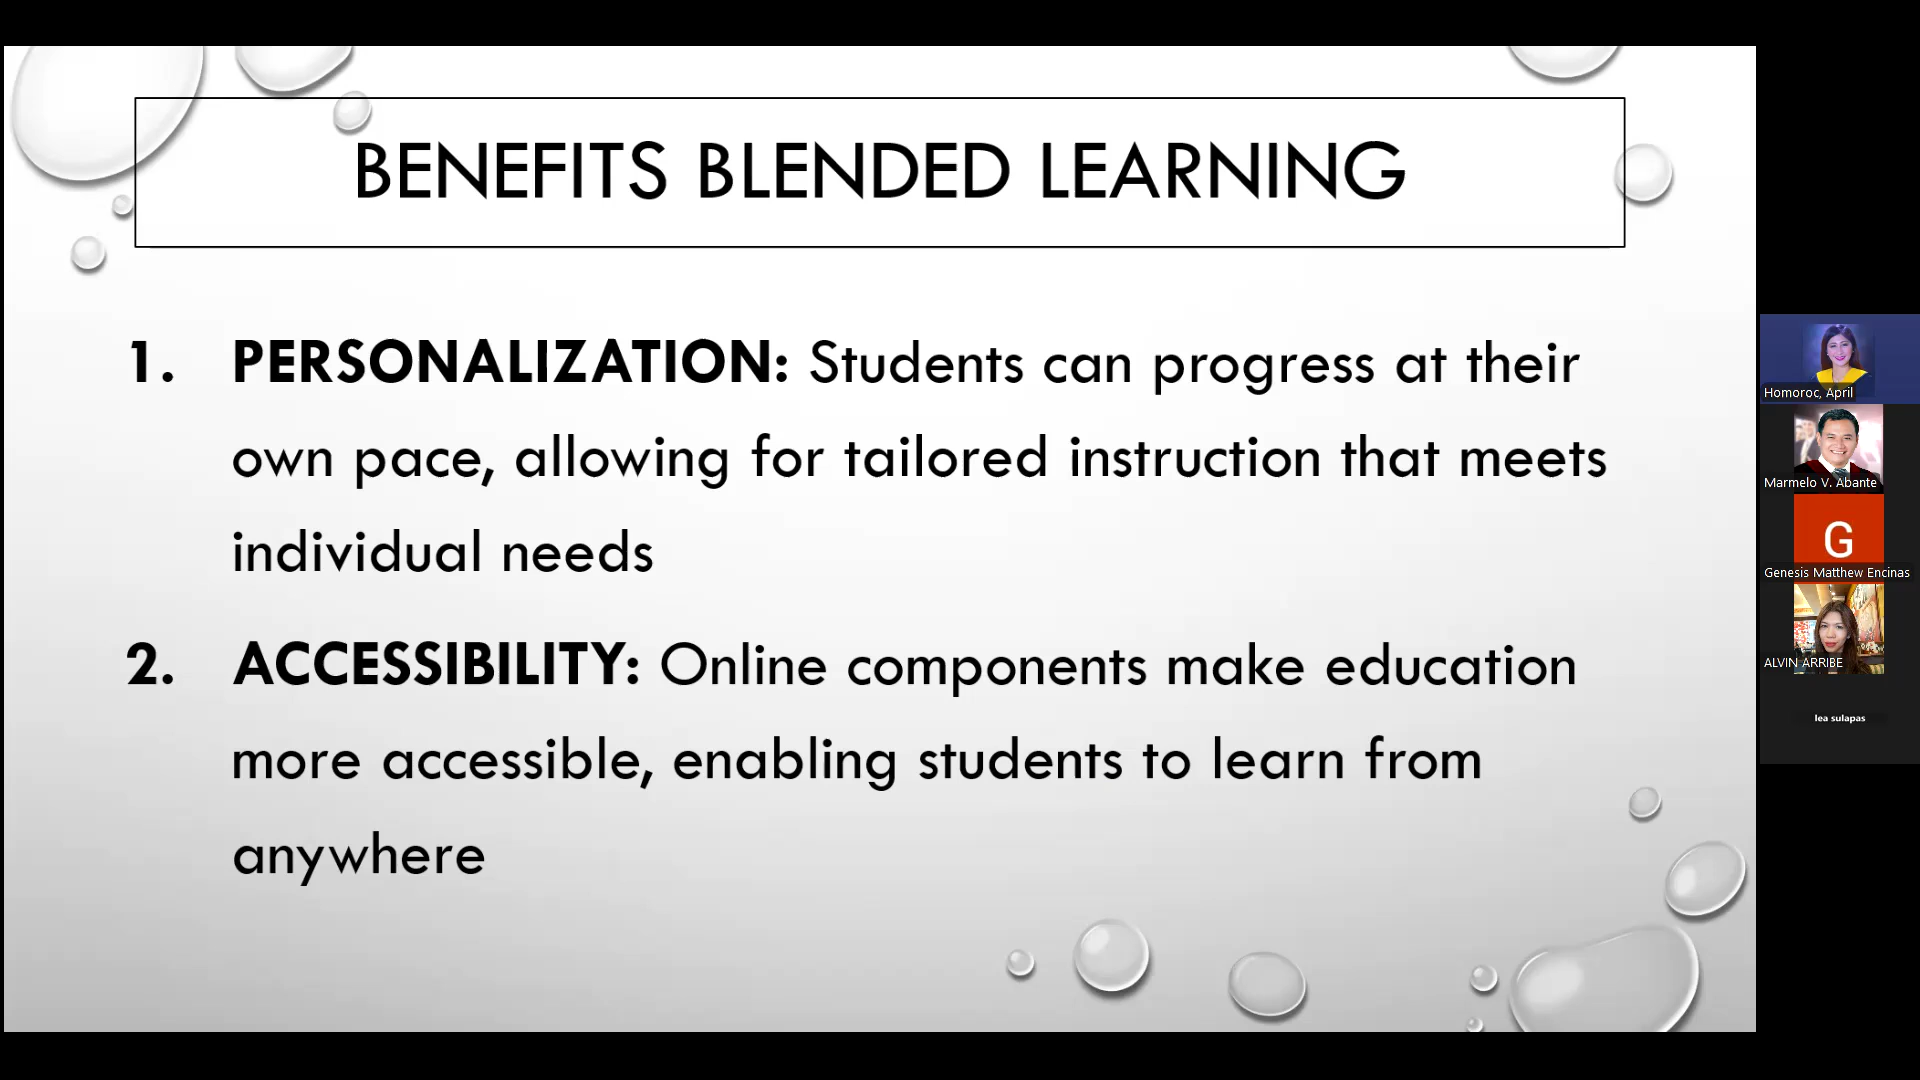 BENEFITS BLENDED LEARNING
1. PERSONALIZATION: Students can progress at their
own pace, allowing for tailored instruction that meets
individual needs
2. ACCESSIBILITY: Online components make education
more accessible, enabling students to learn from
anywhere
Homoroc, April
Marmelo V. Abante
G
Genesis Matthew Encinas
ALVIN ARRIBE
lea sulapas